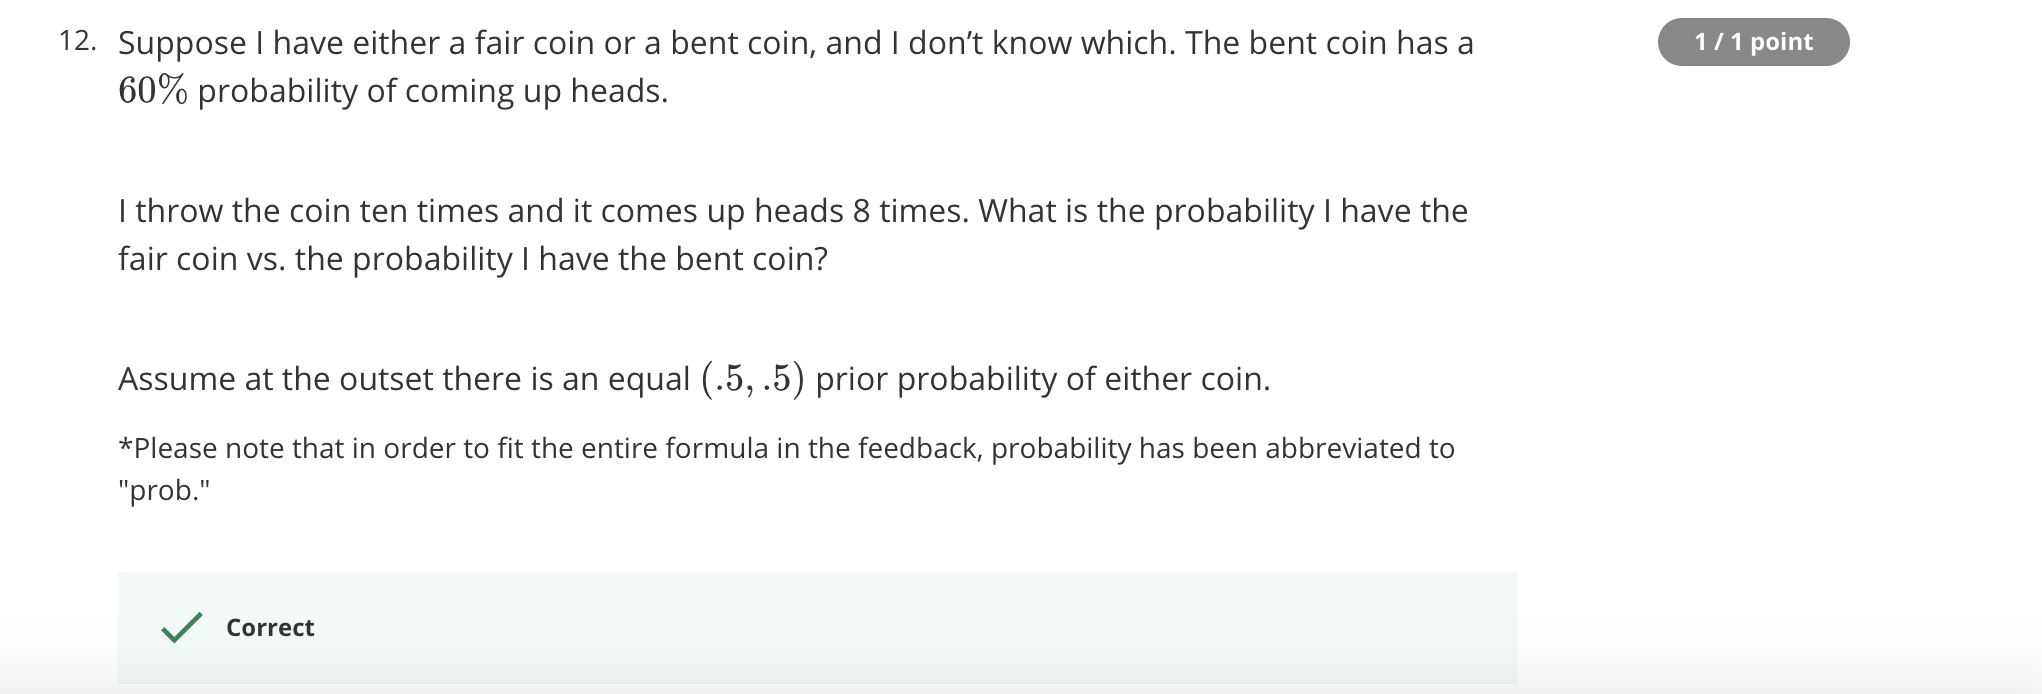 12. Suppose I have either a fair coin or a bent coin, and I don’t know which. The bent coin has a
1 / 1 point
60% probability of coming up heads.
I throw the coin ten times and it comes up heads 8 times. What is the probability I have the
fair coin vs. the probability I have the bent coin?
Assume at the outset there is an equal (.5, .5) prior probability of either coin.
*Please note that in order to fit the entire formula in the feedback, probability has been abbreviated to
"prob."
Correct